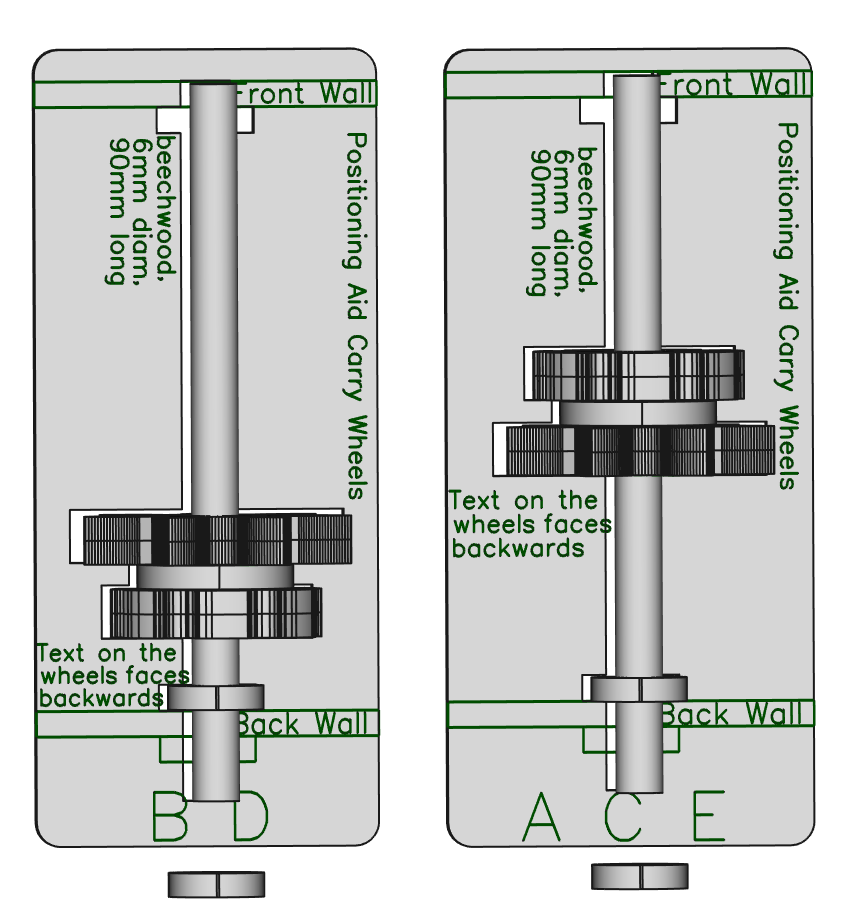 Front Wall
Positioning Aid Carry Wheels
beechwood,
6mm diam,
90mm long
Text on the
wheels faces
backwards
Back Wall
B D
Front Wall
Positioning Aid Carry Wheels
beechwood,
6mm diam,
90mm long
Text on the
wheels faces
backwards
Back Wall
A C E